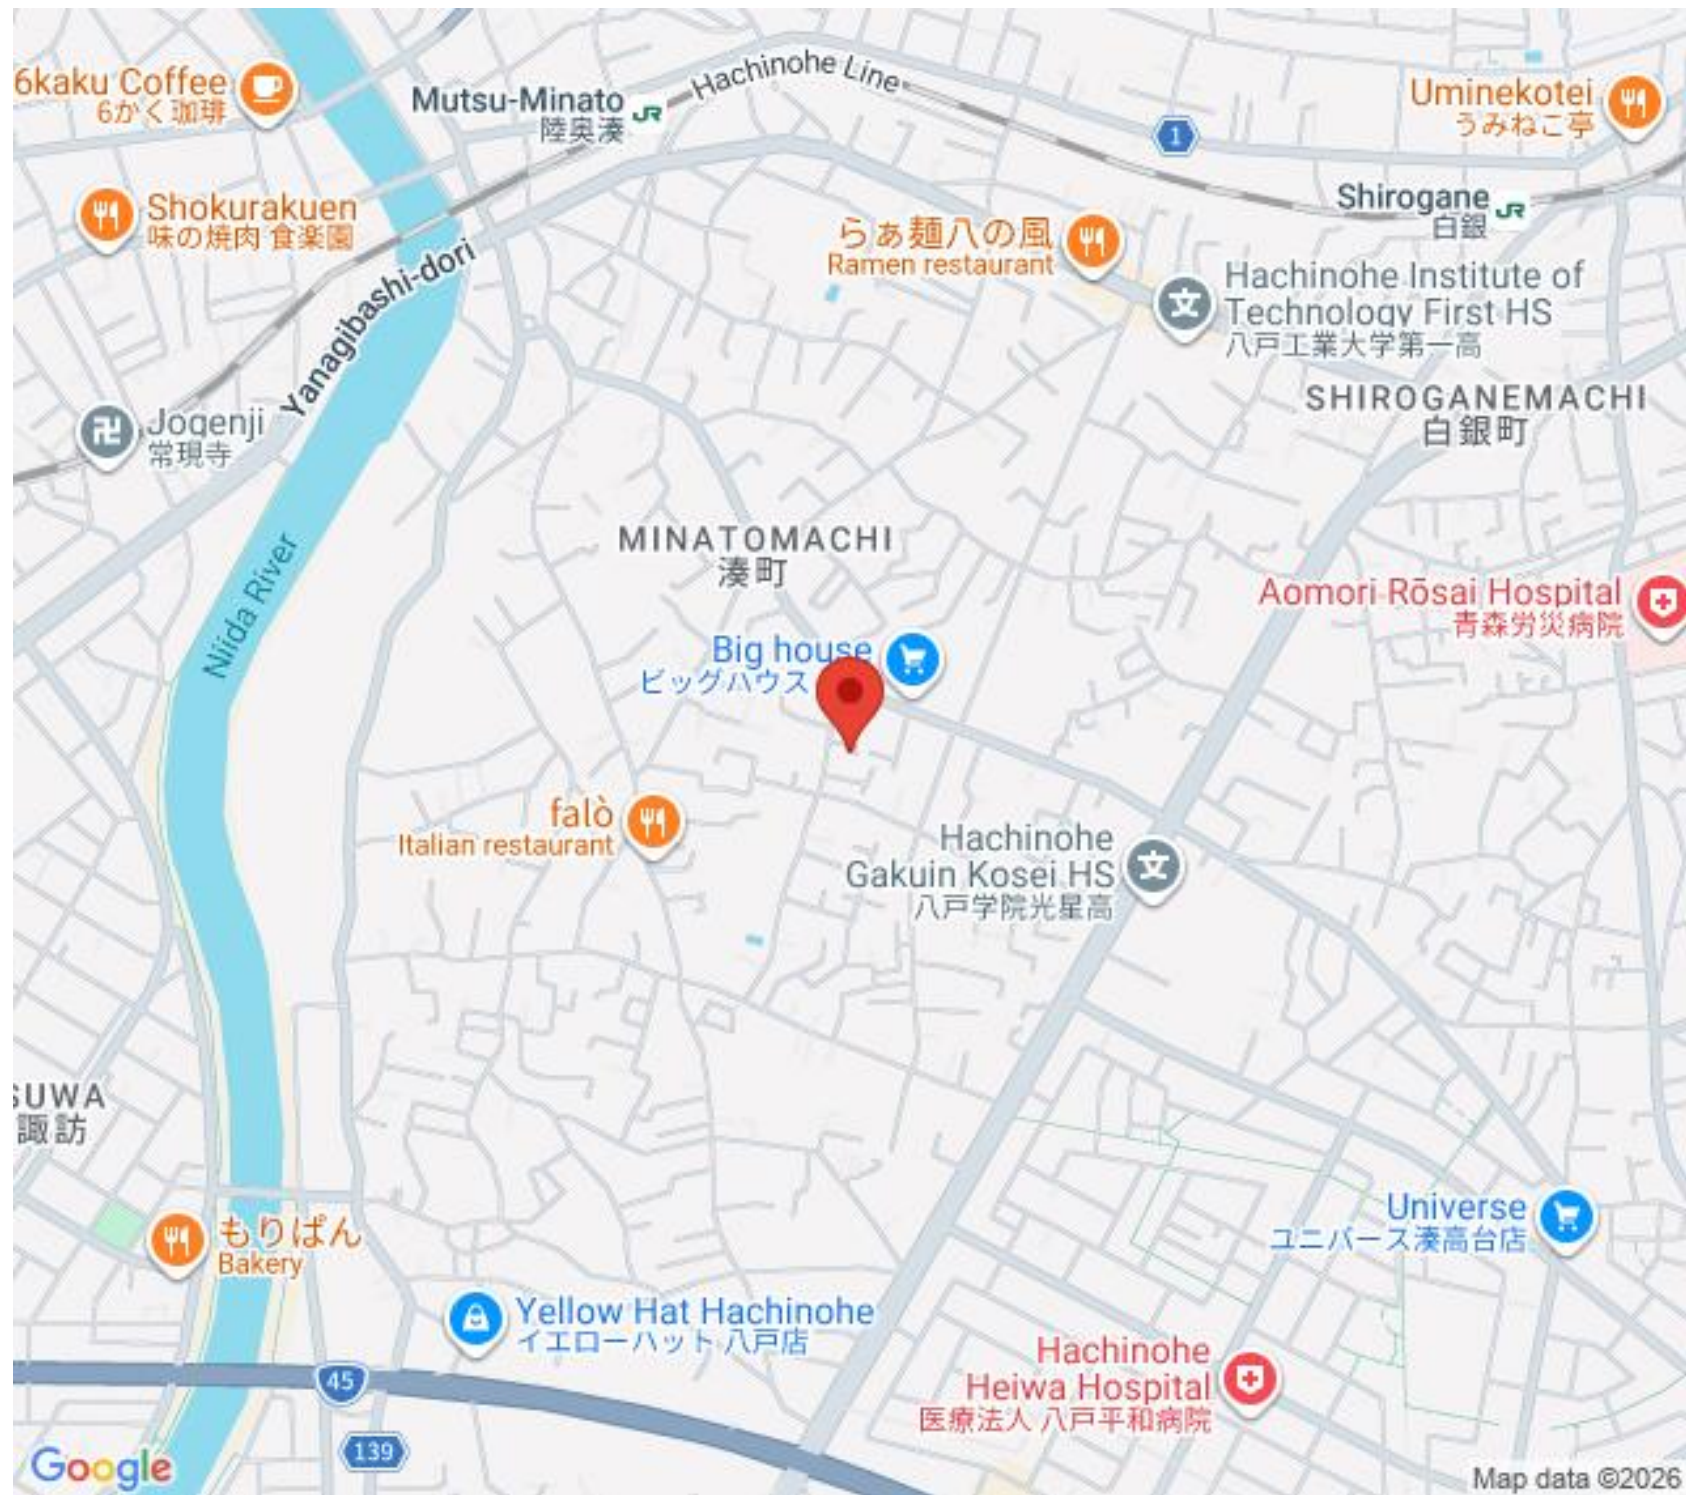 6kaku Coffee
6かく珈琲
Mutsu-Minato
陸奥湊
JR
Hachinohe Line
1
Uminekotei
うみねこ亭
Shokurakuen
味の焼肉 食楽園
Shirogane
白銀
JR
らぁ麺八の風
Ramen restaurant
Yanagibashi-dori
Hachinohe Institute of
Technology First HS
八戸工業大学第一高
文
Jogenji
常現寺
卍
SHIROGANEMACHI
白銀町
MINATOMACHI
湊町
Niida River
Aomori Rōsai Hospital
青森労災病院
Big house
ビッグハウス
falò
Italian restaurant
Hachinohe
Gakuin Kosei HS
八戸学院光星高
文
SUWA
諏訪
もりぱん
Bakery
Universe
ユニバース湊高台店
Yellow Hat Hachinohe
イエローハット 八戸店
Hachinohe
Heiwa Hospital
医療法人 八戸平和病院
45
139
Google
Map data ©2026